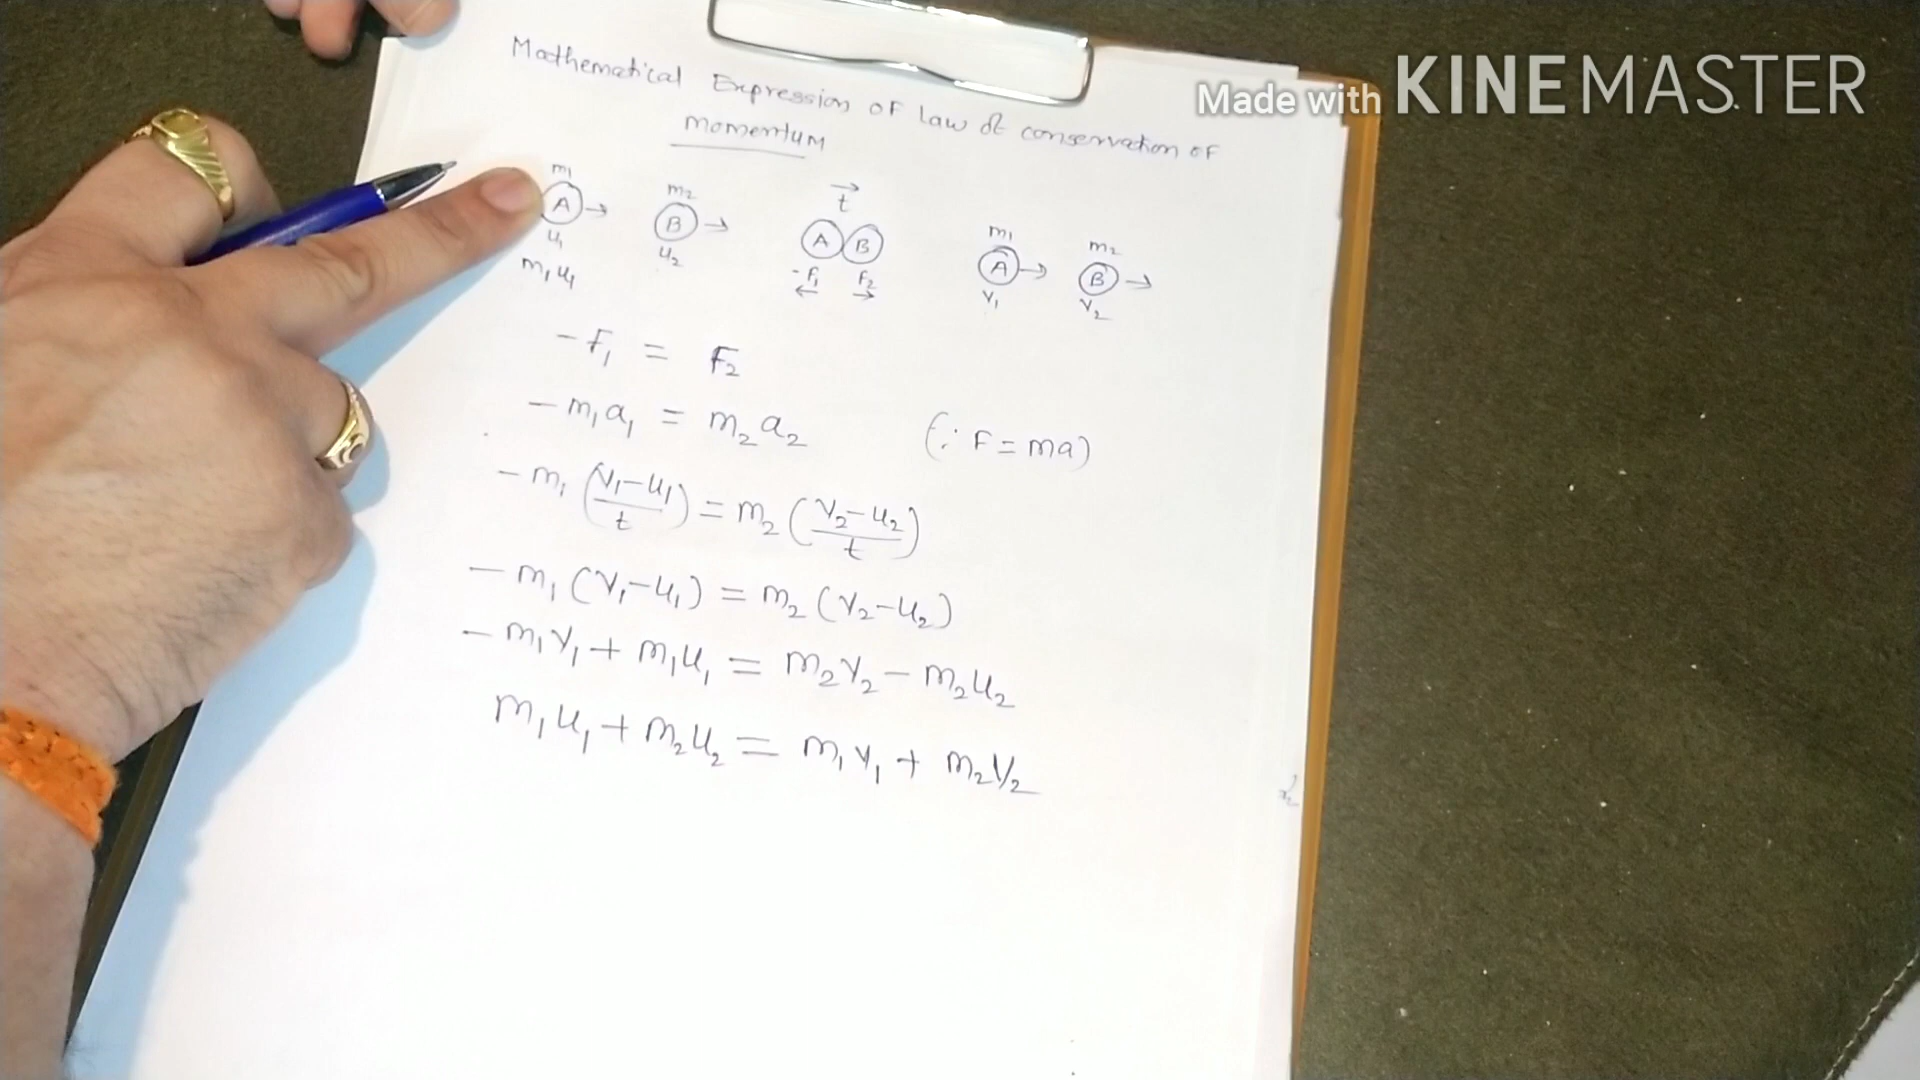 Made with KINEMASTER
Mathematical Expression of Law of conservation of
momentum
m₁ m₂ →t m₁ m₂
A → B → A B A → B →
u₁ u₂ -F₁ F₂ v₁ v₂
m₁u₁ ← →
-F₁ = F₂
-m₁a₁ = m₂a₂ (∵ F = ma)
-m₁ (v₁-u₁/t) = m₂ (v₂-u₂/t)
-m₁ (v₁-u₁) = m₂ (v₂-u₂)
-m₁v₁ + m₁u₁ = m₂v₂ - m₂u₂
m₁u₁ + m₂u₂ = m₁v₁ + m₂v₂